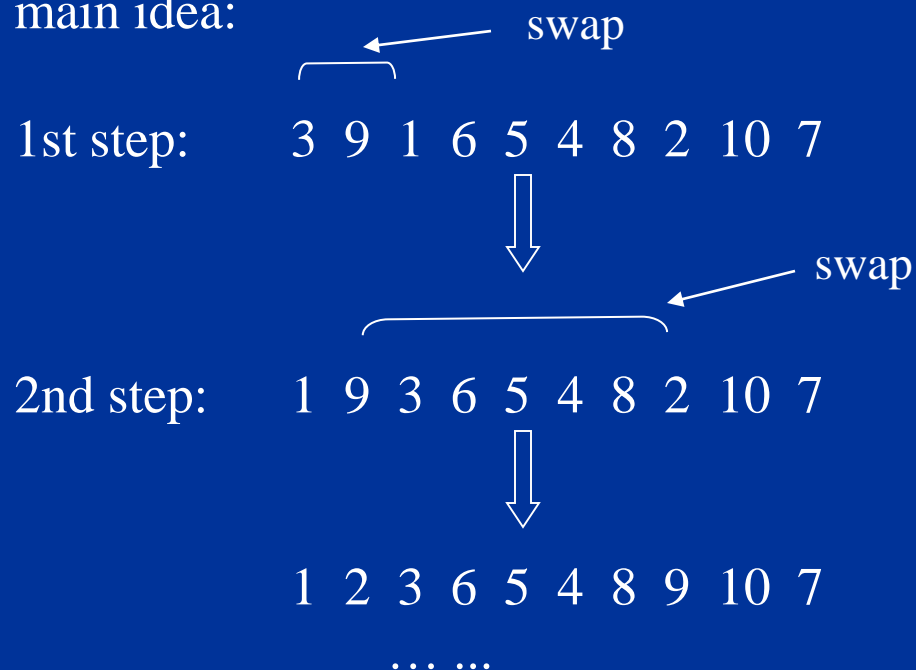 main idea:
swap
1st step: 3 9 1 6 5 4 8 2 10 7
swap
2nd step: 1 9 3 6 5 4 8 2 10 7
1 2 3 6 5 4 8 9 10 7
… ...